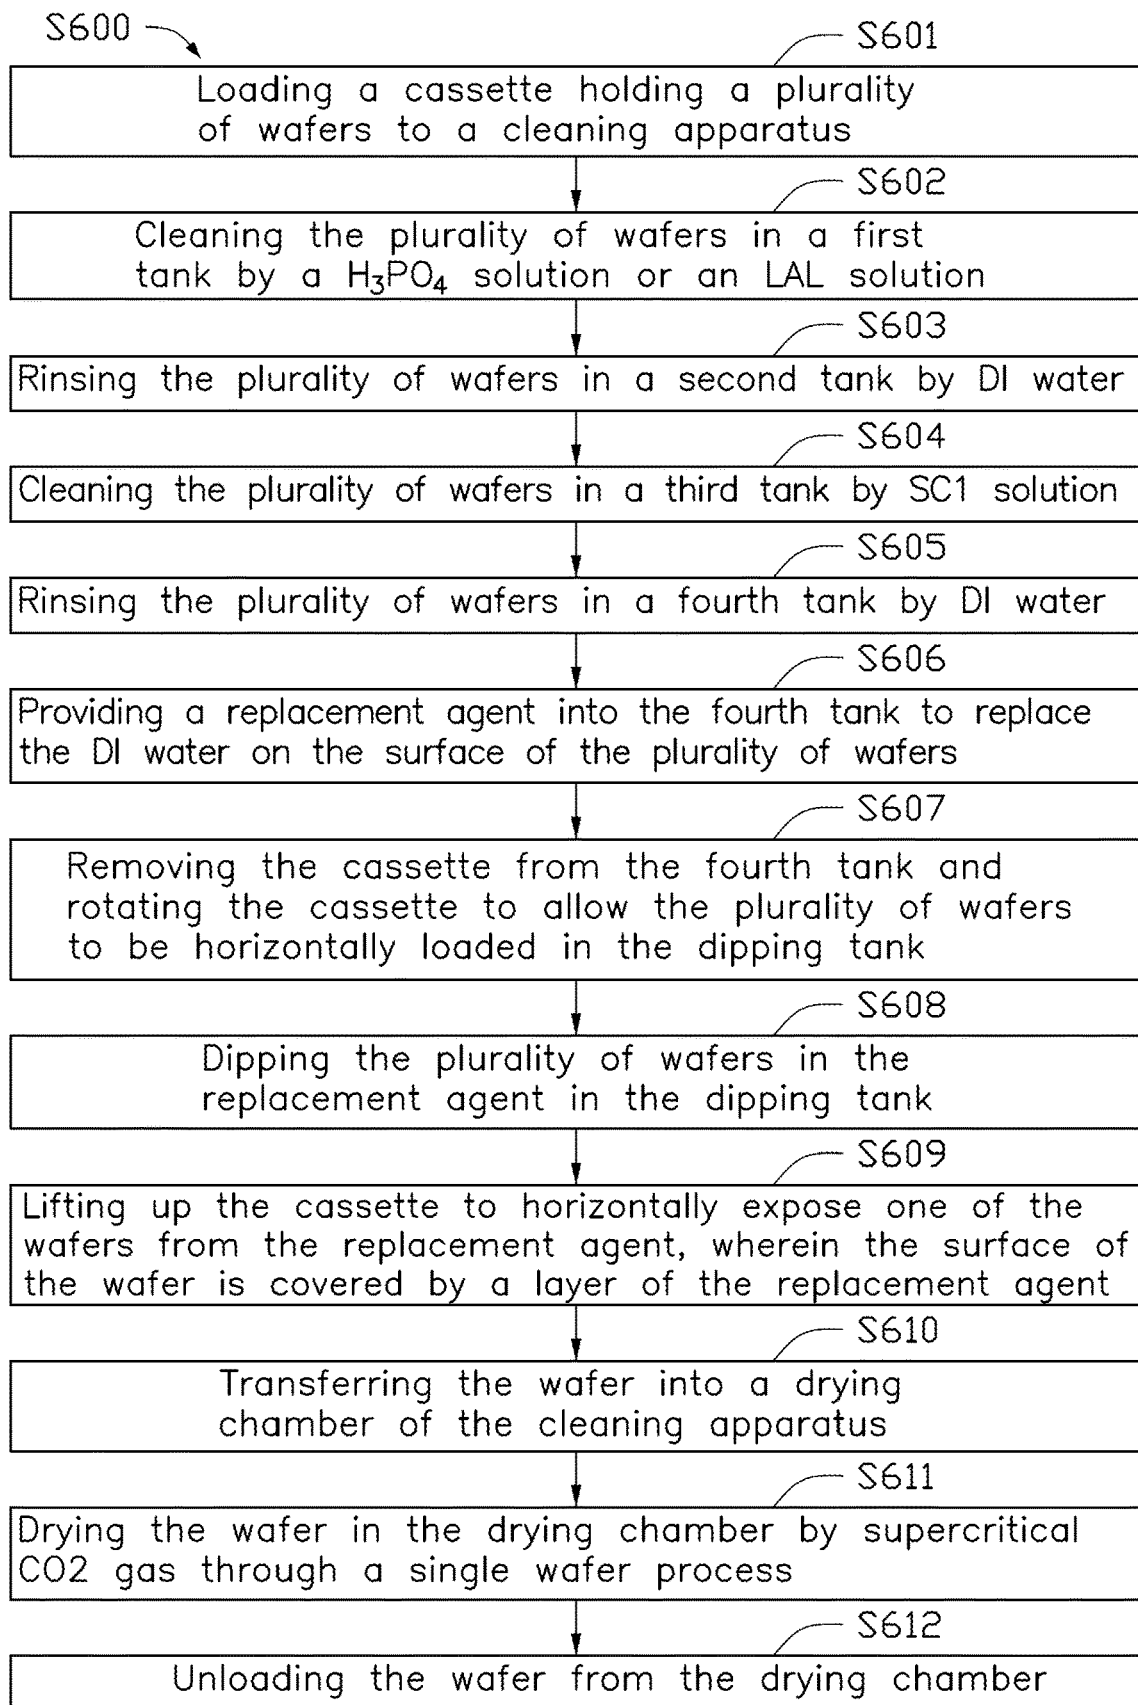 S600
S601
Loading a cassette holding a plurality
of wafers to a cleaning apparatus
S602
Cleaning the plurality of wafers in a first
tank by a H₃PO₄ solution or an LAL solution
S603
Rinsing the plurality of wafers in a second tank by DI water
S604
Cleaning the plurality of wafers in a third tank by SC1 solution
S605
Rinsing the plurality of wafers in a fourth tank by DI water
S606
Providing a replacement agent into the fourth tank to replace
the DI water on the surface of the plurality of wafers
S607
Removing the cassette from the fourth tank and
rotating the cassette to allow the plurality of wafers
to be horizontally loaded in the dipping tank
S608
Dipping the plurality of wafers in the
replacement agent in the dipping tank
S609
Lifting up the cassette to horizontally expose one of the
wafers from the replacement agent, wherein the surface of
the wafer is covered by a layer of the replacement agent
S610
Transferring the wafer into a drying
chamber of the cleaning apparatus
S611
Drying the wafer in the drying chamber by supercritical
CO2 gas through a single wafer process
S612
Unloading the wafer from the drying chamber